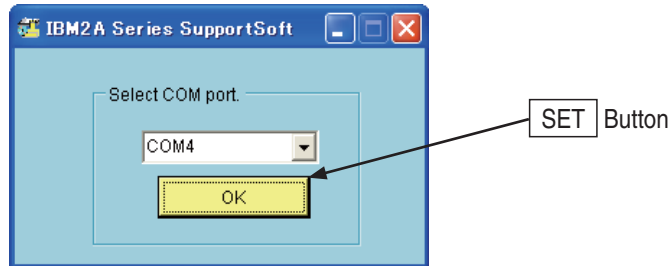 IBM2A Series SupportSoft
Select COM port.
COM4
OK
SET Button